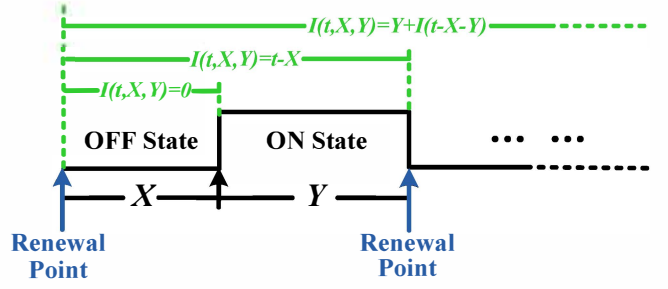 I(t,X,Y)=Y+I(t-X-Y)
I(t,X,Y)=t-X
I(t,X,Y)=0
OFF State
ON State
... ...
X
Y
Renewal
Point
Renewal
Point